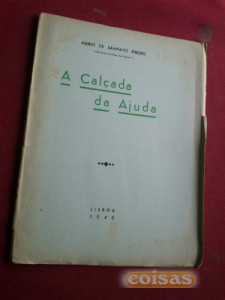 MÁRIO DE SAMPAYO RIBEIRO
A Calçada
da Ajuda
LISBOA
1940
coisas